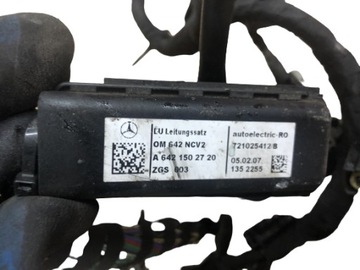 EU Leitungssatz
OM 642 NCV2
A 642 150 27 20
ZGS 003
autoelectric-RO
721025412 B
05.02.07.
135 2255